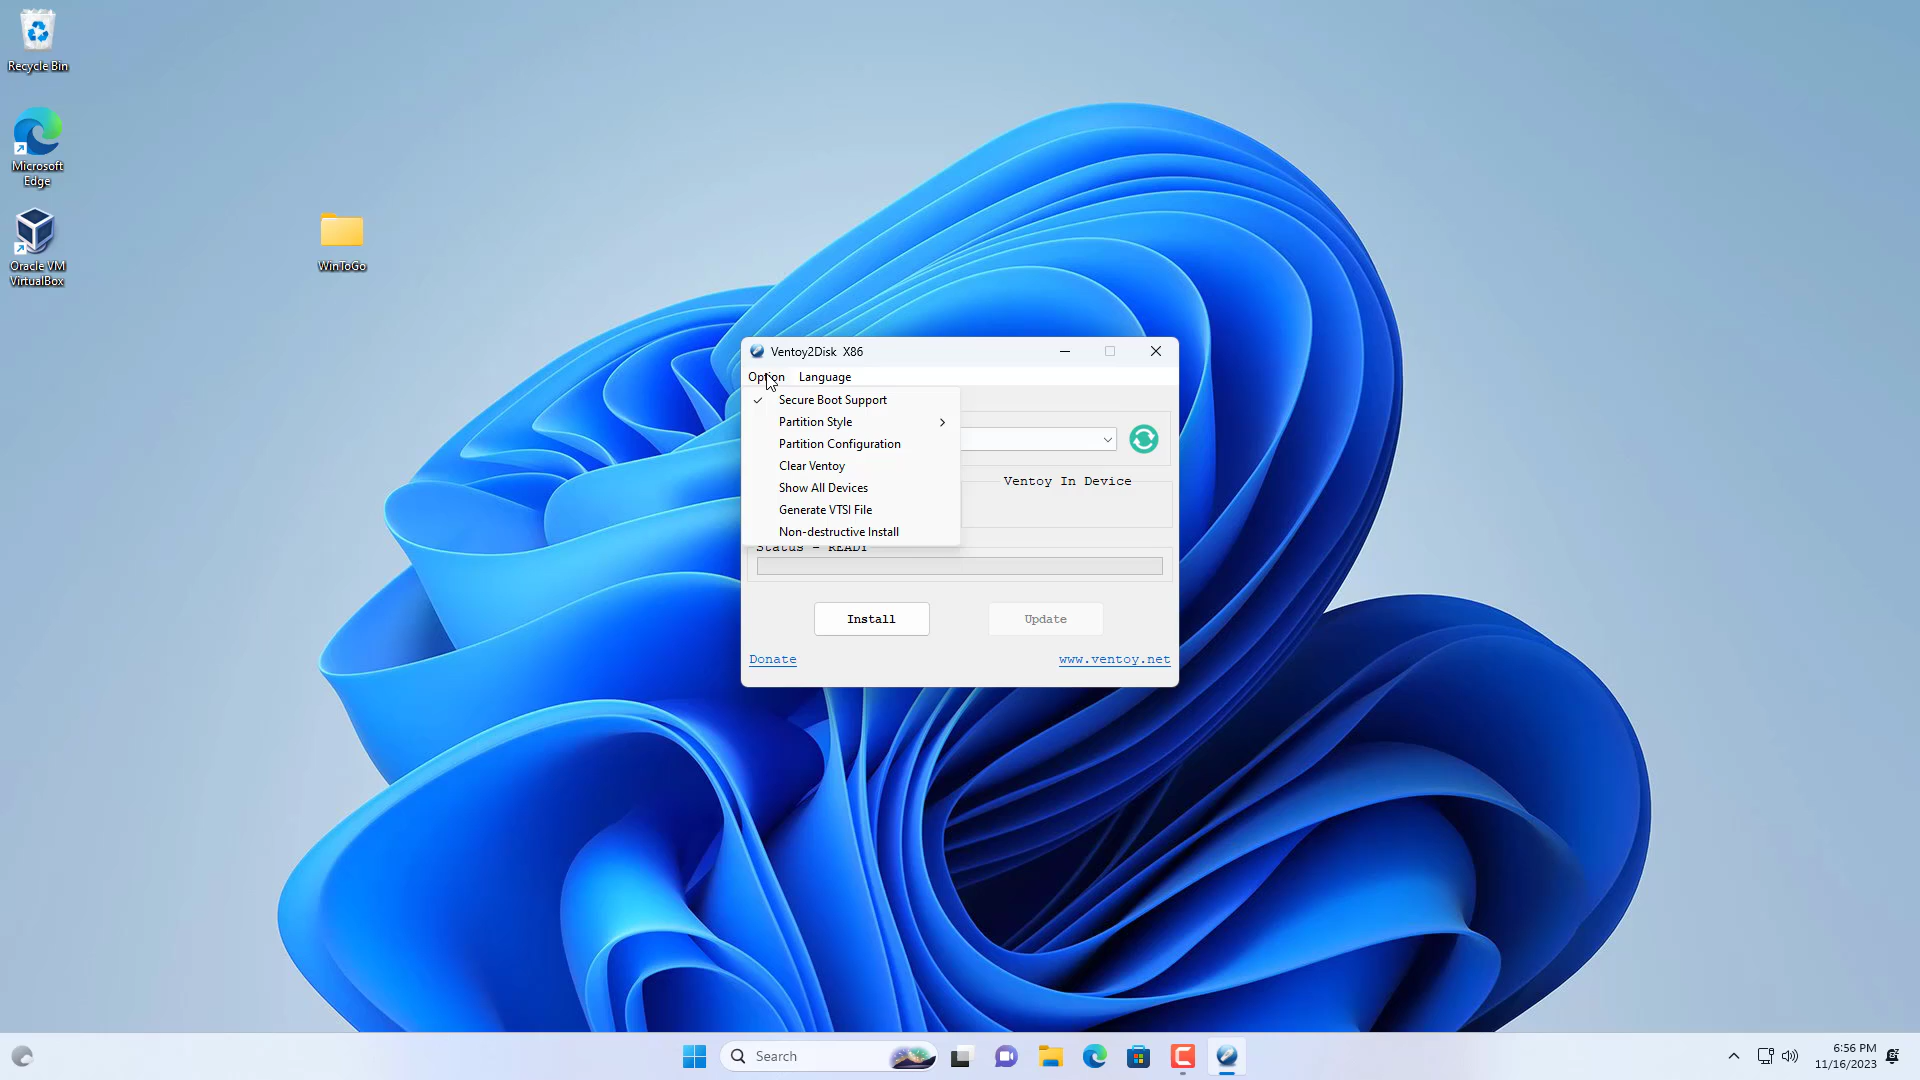 Recycle Bin
Microsoft
Edge
Oracle VM
VirtualBox
WinToGo
Ventoy2Disk X86
Option Language
Secure Boot Support
Partition Style
Partition Configuration
Clear Ventoy
Show All Devices
Generate VTSI File
Non-destructive Install
Ventoy In Device
Status - READY
Install
Update
Donate
www.ventoy.net
Search
6:56 PM
11/16/2023